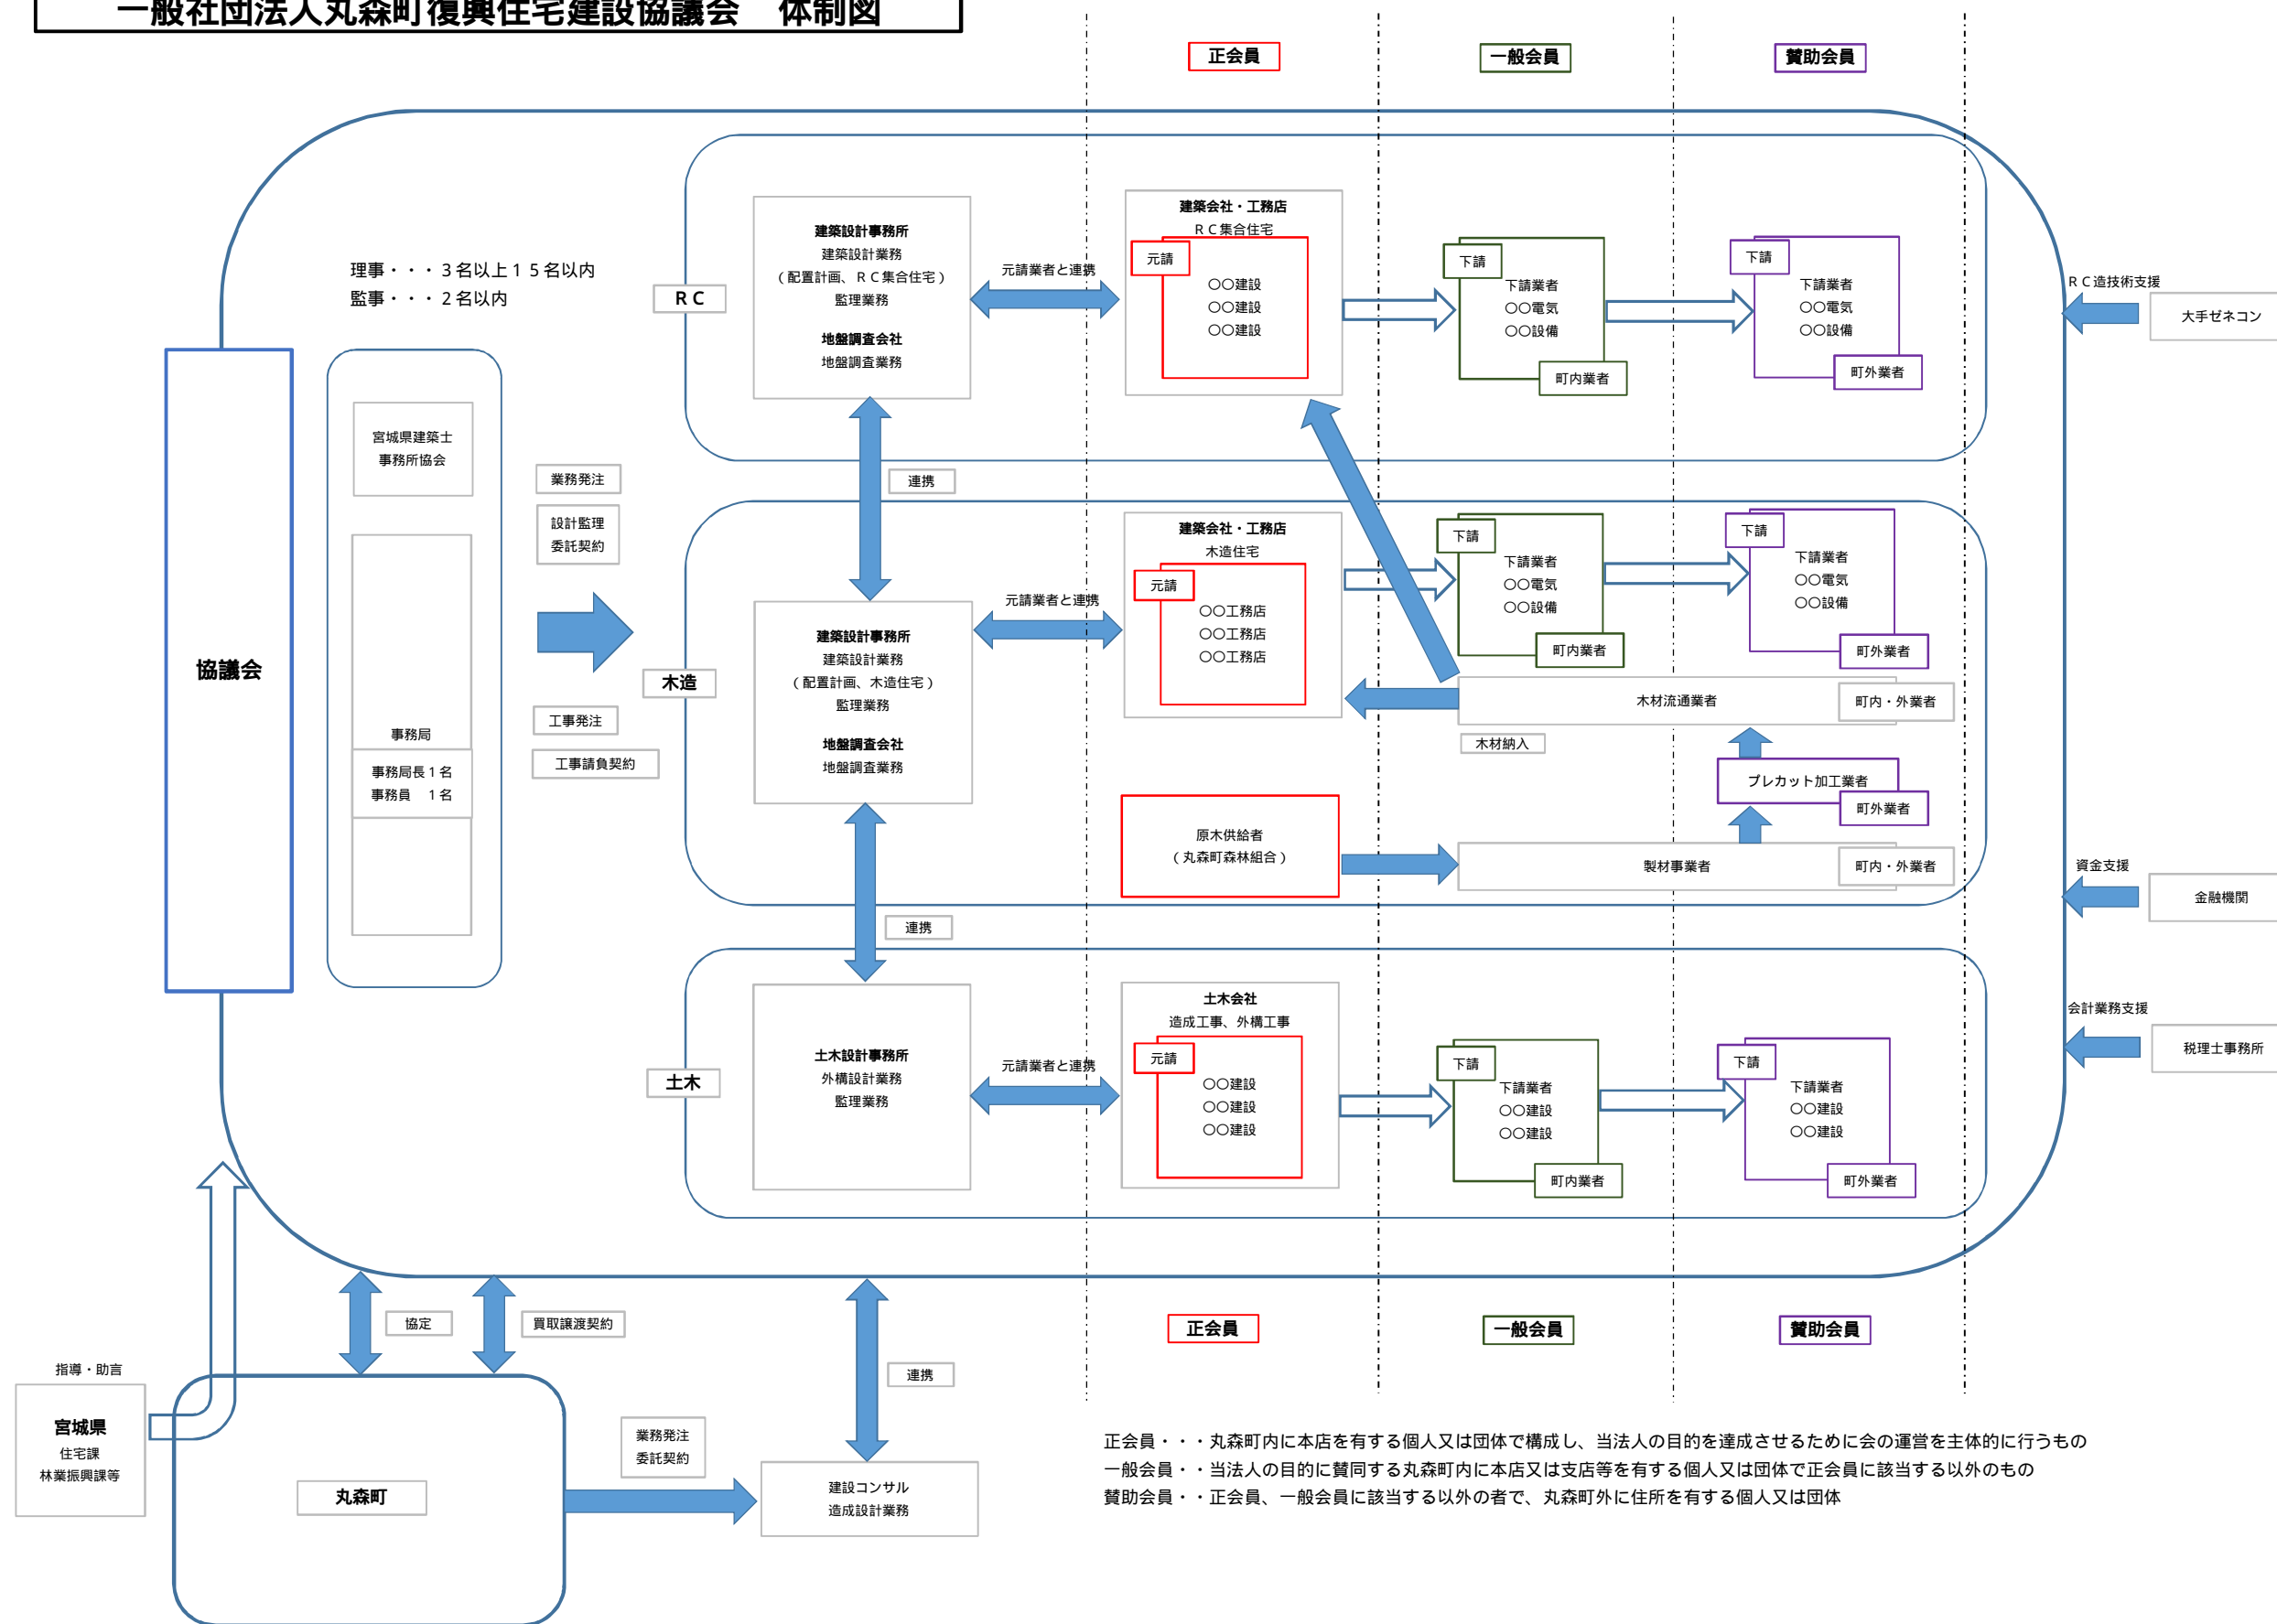 一般社団法人丸森町復興住宅建設協議会　体制図
正会員
一般会員
賛助会員
理事・・・３名以上１５名以内
監事・・・２名以内
協議会
宮城県建築士
事務所協会
事務局
事務局長１名
事務員　１名
業務発注
設計監理
委託契約
工事発注
工事請負契約
ＲＣ
建築設計事務所
建築設計業務
（配置計画、ＲＣ集合住宅）
監理業務
地盤調査会社
地盤調査業務
元請業者と連携
建築会社・工務店
ＲＣ集合住宅
元請
〇〇建設
〇〇建設
〇〇建設
下請
下請業者
〇〇電気
〇〇設備
町内業者
下請
下請業者
〇〇電気
〇〇設備
町外業者
ＲＣ造技術支援
大手ゼネコン
連携
木造
建築設計事務所
建築設計業務
（配置計画、木造住宅）
監理業務
地盤調査会社
地盤調査業務
元請業者と連携
建築会社・工務店
木造住宅
元請
〇〇工務店
〇〇工務店
〇〇工務店
下請
下請業者
〇〇電気
〇〇設備
町内業者
下請
下請業者
〇〇電気
〇〇設備
町外業者
木材流通業者
町内・外業者
木材納入
プレカット加工業者
町外業者
原木供給者
（丸森町森林組合）
製材事業者
町内・外業者
資金支援
金融機関
連携
土木
土木設計事務所
外構設計業務
監理業務
元請業者と連携
土木会社
造成工事、外構工事
元請
〇〇建設
〇〇建設
〇〇建設
下請
下請業者
〇〇建設
〇〇建設
町内業者
下請
下請業者
〇〇建設
〇〇建設
町外業者
会計業務支援
税理士事務所
協定
買取譲渡契約
連携
正会員
一般会員
賛助会員
指導・助言
宮城県
住宅課
林業振興課等
丸森町
業務発注
委託契約
建設コンサル
造成設計業務
正会員・・・丸森町内に本店を有する個人又は団体で構成し、当法人の目的を達成させるために会の運営を主体的に行うもの
一般会員・・当法人の目的に賛同する丸森町内に本店又は支店等を有する個人又は団体で正会員に該当する以外のもの
賛助会員・・正会員、一般会員に該当する以外の者で、丸森町外に住所を有する個人又は団体